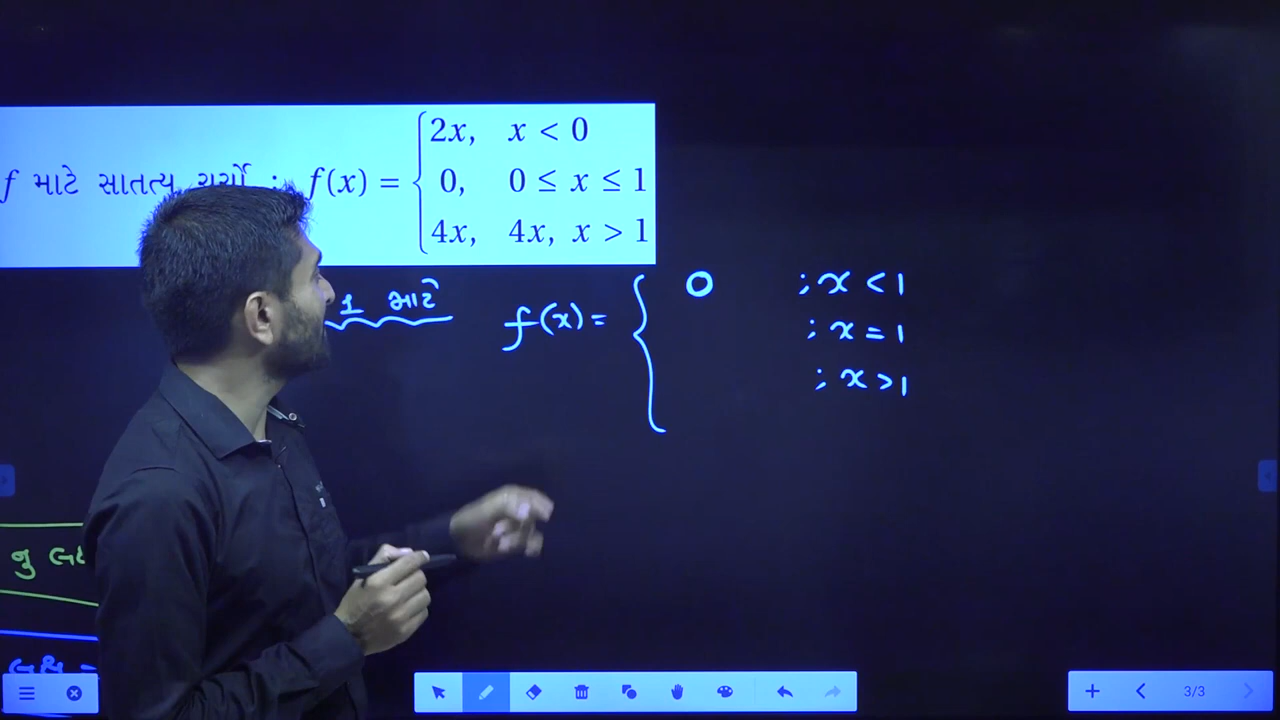 f માટે સાતત્ય ચર્ચો : f(x) = { 2x, x < 0
0, 0 ≤ x ≤ 1
4x, 4x, x > 1
1 માટે
f(x) = { 0 ; x < 1
; x = 1
; x > 1
નુ
3/3